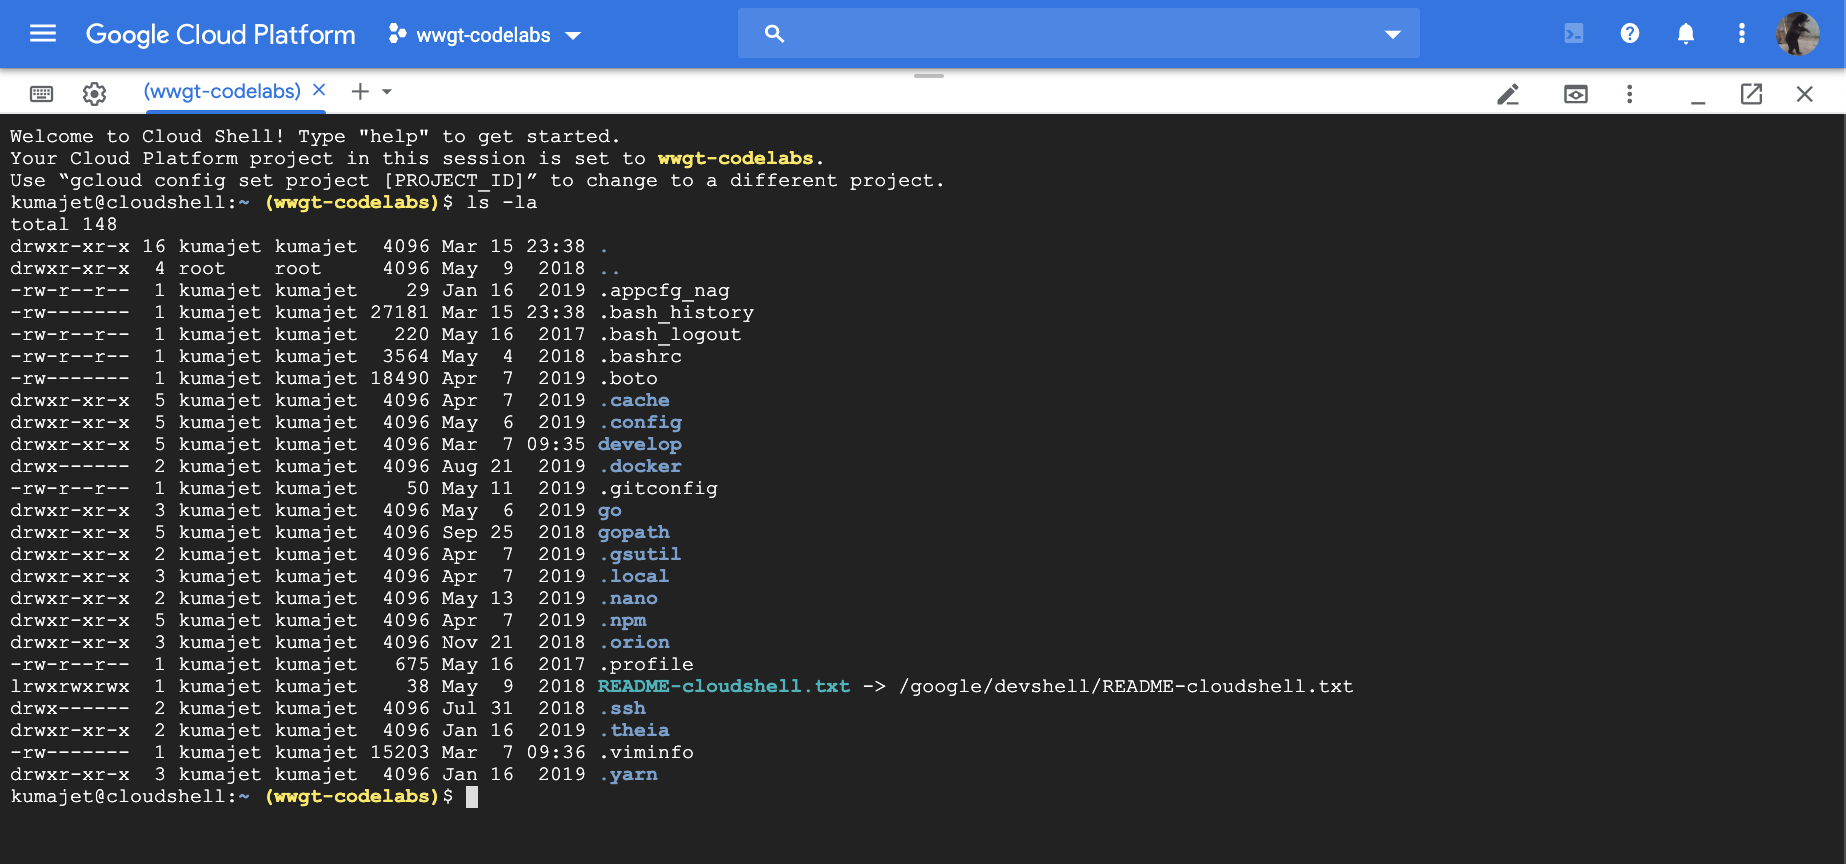 Google Cloud Platform wwgt-codelabs
(wwgt-codelabs)
Welcome to Cloud Shell! Type "help" to get started.
Your Cloud Platform project in this session is set to wwgt-codelabs.
Use “gcloud config set project [PROJECT_ID]” to change to a different project.
kumajet@cloudshell:~ (wwgt-codelabs)$ ls -la
total 148
drwxr-xr-x 16 kumajet kumajet  4096 Mar 15 23:38 .
drwxr-xr-x  4 root    root     4096 May  9  2018 ..
-rw-r--r--  1 kumajet kumajet    29 Jan 16  2019 .appcfg_nag
-rw-------  1 kumajet kumajet 27181 Mar 15 23:38 .bash_history
-rw-r--r--  1 kumajet kumajet   220 May 16  2017 .bash_logout
-rw-r--r--  1 kumajet kumajet  3564 May  4  2018 .bashrc
-rw-------  1 kumajet kumajet 18490 Apr  7  2019 .boto
drwxr-xr-x  5 kumajet kumajet  4096 Apr  7  2019 .cache
drwxr-xr-x  5 kumajet kumajet  4096 May  6  2019 .config
drwxr-xr-x  5 kumajet kumajet  4096 Mar  7 09:35 develop
drwx------  2 kumajet kumajet  4096 Aug 21  2019 .docker
-rw-r--r--  1 kumajet kumajet    50 May 11  2019 .gitconfig
drwxr-xr-x  3 kumajet kumajet  4096 May  6  2019 go
drwxr-xr-x  5 kumajet kumajet  4096 Sep 25  2018 gopath
drwxr-xr-x  2 kumajet kumajet  4096 Apr  7  2019 .gsutil
drwxr-xr-x  3 kumajet kumajet  4096 Apr  7  2019 .local
drwxr-xr-x  2 kumajet kumajet  4096 May 13  2019 .nano
drwxr-xr-x  5 kumajet kumajet  4096 Apr  7  2019 .npm
drwxr-xr-x  3 kumajet kumajet  4096 Nov 21  2018 .orion
-rw-r--r--  1 kumajet kumajet   675 May 16  2017 .profile
lrwxrwxrwx  1 kumajet kumajet    38 May  9  2018 README-cloudshell.txt -> /google/devshell/README-cloudshell.txt
drwx------  2 kumajet kumajet  4096 Jul 31  2018 .ssh
drwxr-xr-x  2 kumajet kumajet  4096 Jan 16  2019 .theia
-rw-------  1 kumajet kumajet 15203 Mar  7 09:36 .viminfo
drwxr-xr-x  3 kumajet kumajet  4096 Jan 16  2019 .yarn
kumajet@cloudshell:~ (wwgt-codelabs)$